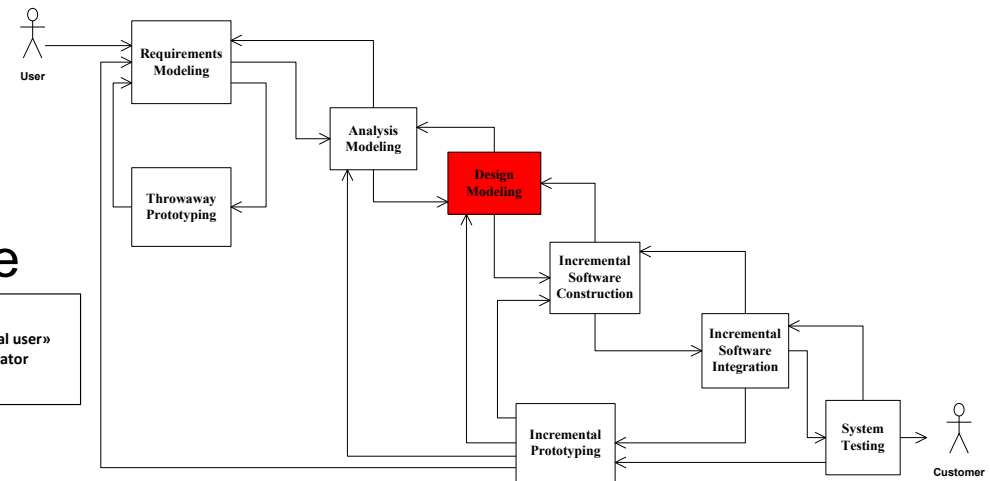 User
Requirements
Modeling
Analysis
Modeling
Design
Modeling
Throwaway
Prototyping
e
al user»
ator
Incremental
Software
Construction
Incremental
Software
Integration
Incremental
Prototyping
System
Testing
Customer